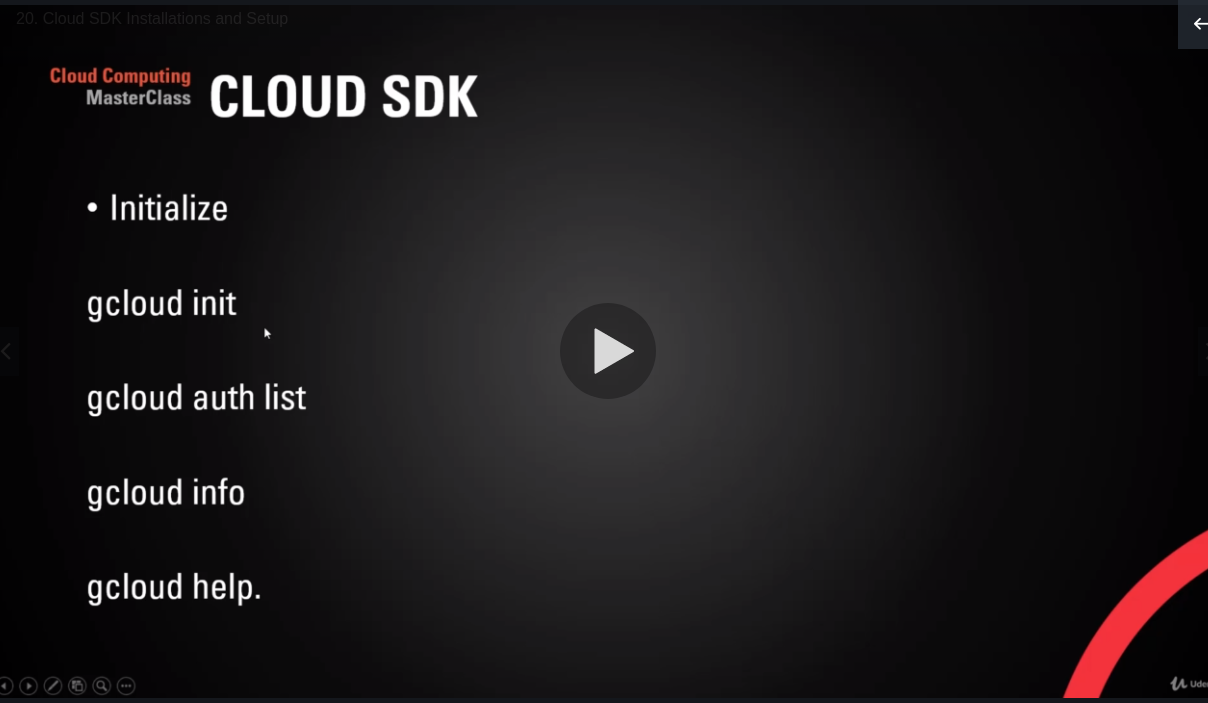 20. Cloud SDK Installations and Setup
Cloud Computing
MasterClass
CLOUD SDK
• Initialize
gcloud init
gcloud auth list
gcloud info
gcloud help.